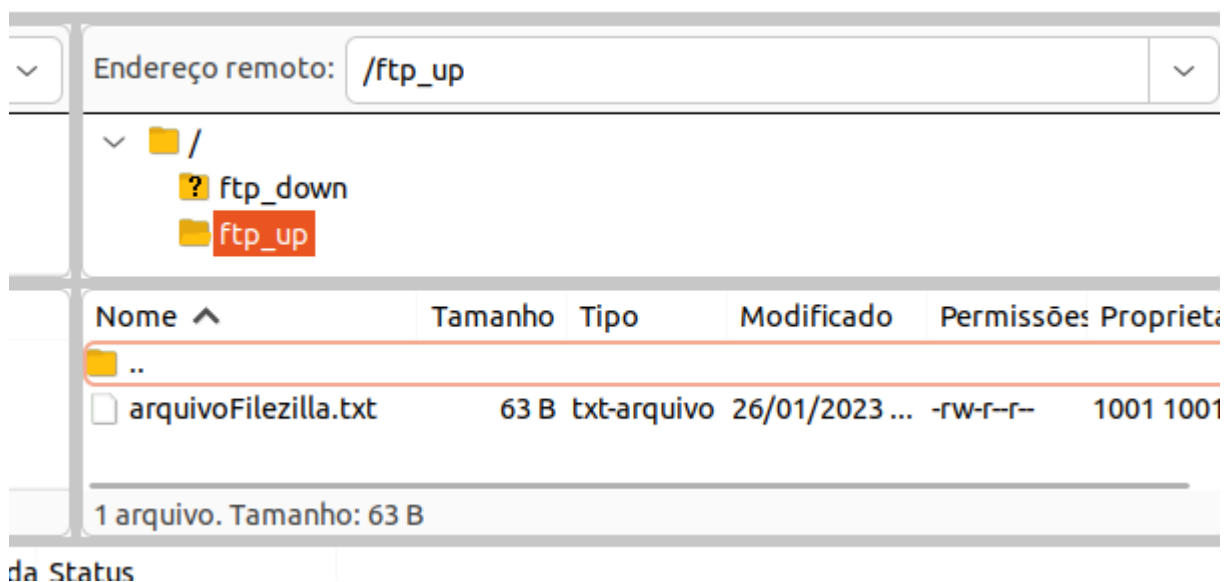 Endereço remoto: /ftp_up
/
? ftp_down
ftp_up
Nome Tamanho Tipo Modificado Permissões Proprieta
..
arquivoFilezilla.txt 63 B txt-arquivo 26/01/2023 ... -rw-r--r-- 1001 1001
1 arquivo. Tamanho: 63 B
da Status